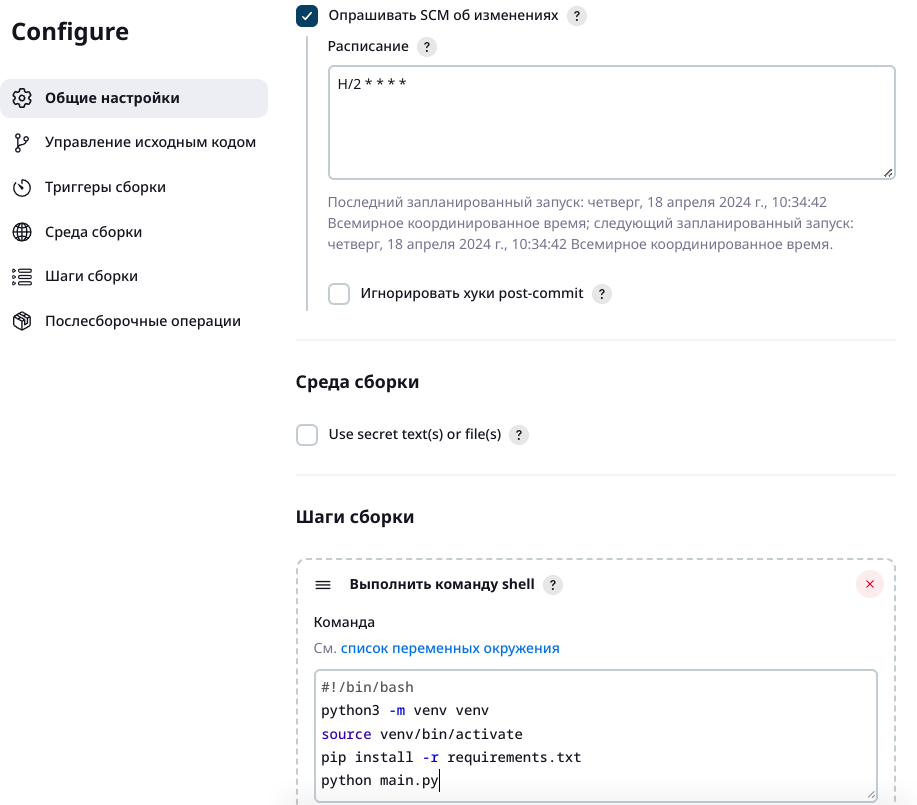 Configure
Общие настройки
Управление исходным кодом
Триггеры сборки
Среда сборки
Шаги сборки
Послесборочные операции
Опрашивать SCM об изменениях ?
Расписание ?
H/2 * * * *
Последний запланированный запуск: четверг, 18 апреля 2024 г., 10:34:42
Всемирное координированное время; следующий запланированный запуск:
четверг, 18 апреля 2024 г., 10:34:42 Всемирное координированное время.
Игнорировать хуки post-commit ?
Среда сборки
Use secret text(s) or file(s) ?
Шаги сборки
Выполнить команду shell ?
Команда
См. список переменных окружения
#!/bin/bash
python3 -m venv venv
source venv/bin/activate
pip install -r requirements.txt
python main.py